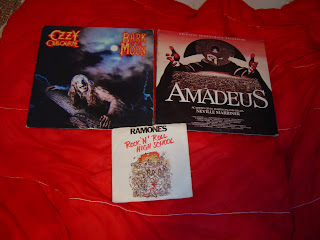 OZZY
OSBOURNE
BARK
AT THE
MOON
AMADEUS
NEVILLE MARRINER
RAMONES
"ROCK 'N' ROLL
HIGH SCHOOL"